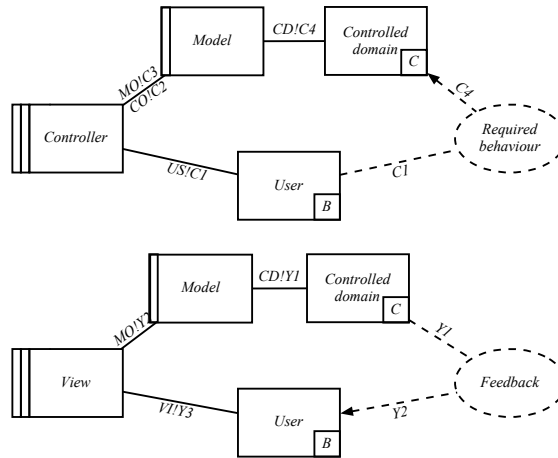 Model
CD!C4
Controlled
domain
C
MO!C3
CO!C2
C4
Controller
Required
behaviour
US!C1
User
C1
B
Model
CD!Y1
Controlled
domain
C
MO!Y2
Y1
View
Feedback
VI!Y3
User
Y2
B